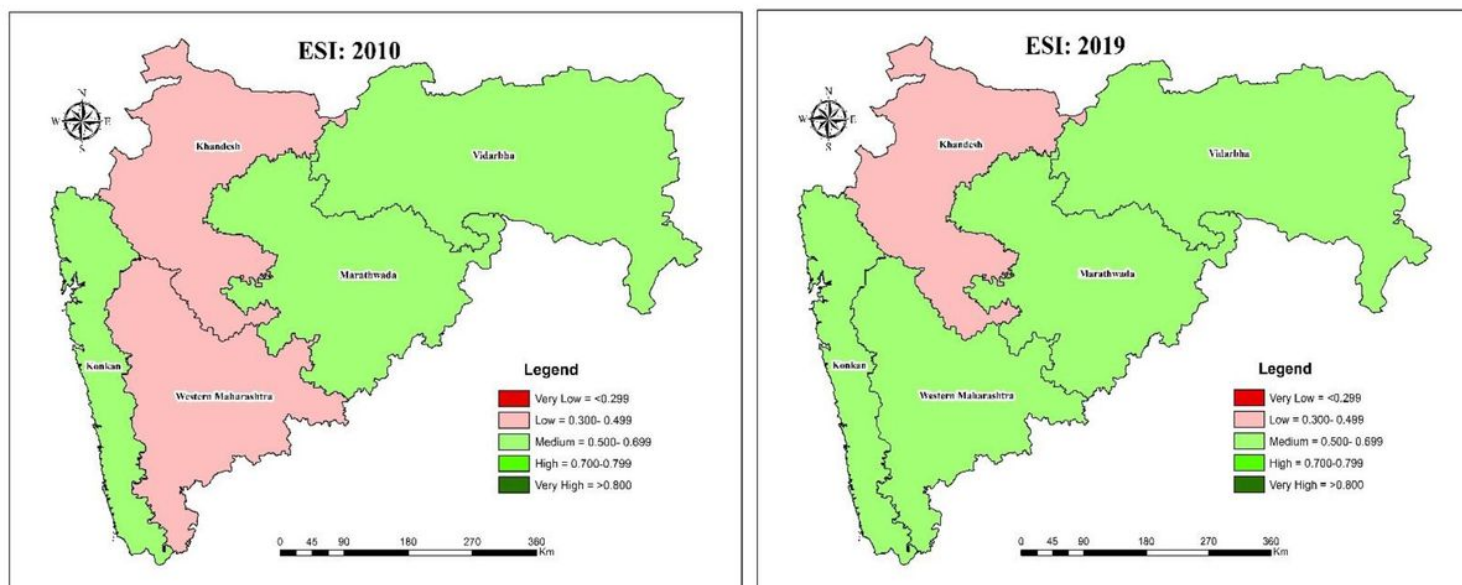 ESI: 2010
N
W E
S
Khandesh
Vidarbha
Marathwada
Konkan
Western Maharashtra
Legend
Very Low = <0.299
Low = 0.300- 0.499
Medium = 0.500- 0.699
High = 0.700-0.799
Very High = >0.800
0 45 90 180 270 360
Km
ESI: 2019
N
W E
S
Khandesh
Vidarbha
Marathwada
Konkan
Western Maharashtra
Legend
Very Low = <0.299
Low = 0.300- 0.499
Medium = 0.500- 0.699
High = 0.700-0.799
Very High = >0.800
0 45 90 180 270 360
Km